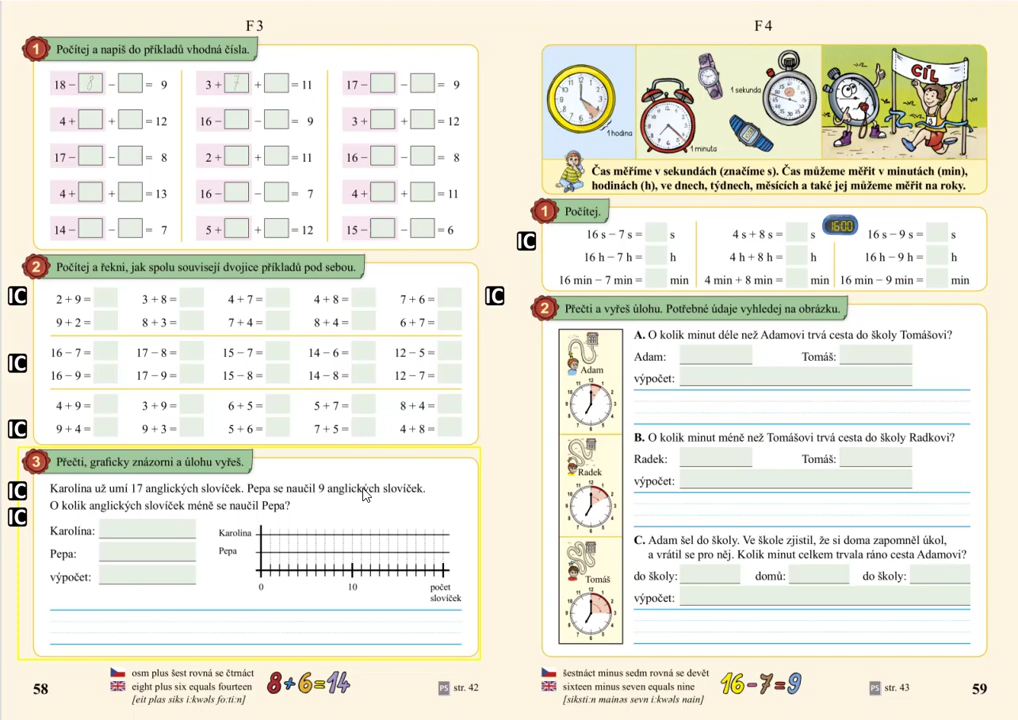 F 3
1 Počítej a napiš do příkladů vhodná čísla.
18 − 8 − = 9
3 + 7 + = 11
17 − − = 9
4 + + = 12
16 − − = 9
3 + + = 12
17 − − = 8
2 + + = 11
16 − − = 8
4 + + = 13
16 − − = 7
4 + + = 11
14 − − = 7
5 + + = 12
15 − − = 6
2 Počítej a řekni, jak spolu souvisejí dvojice příkladů pod sebou.
IC
2 + 9 = 3 + 8 = 4 + 7 = 4 + 8 = 7 + 6 =
9 + 2 = 8 + 3 = 7 + 4 = 8 + 4 = 6 + 7 =
IC
16 − 7 = 17 − 8 = 15 − 7 = 14 − 6 = 12 − 5 =
16 − 9 = 17 − 9 = 15 − 8 = 14 − 8 = 12 − 7 =
4 + 9 = 3 + 9 = 6 + 5 = 5 + 7 = 8 + 4 =
IC
9 + 4 = 9 + 3 = 5 + 6 = 7 + 5 = 4 + 8 =
3 Přečti, graficky znázorni a úlohu vyřeš.
IC
Karolína už umí 17 anglických slovíček. Pepa se naučil 9 anglických slovíček.
IC
O kolik anglických slovíček méně se naučil Pepa?
Karolína:
Pepa:
výpočet:
Karolína
Pepa
0 10 počet
slovíček
58
osm plus šest rovná se čtrnáct
eight plus six equals fourteen
[eit plas siks i:kwəls fo:ti:n]
8+6=14
PS str. 42
F 4
1 hodina
1 minuta
1 sekunda
CÍL
Čas měříme v sekundách (značíme s). Čas můžeme měřit v minutách (min),
hodinách (h), ve dnech, týdnech, měsících a také jej můžeme měřit na roky.
1 Počítej.
16:00
IC
16 s − 7 s = s 4 s + 8 s = s 16 s − 9 s = s
16 h − 7 h = h 4 h + 8 h = h 16 h − 9 h = h
16 min − 7 min = min 4 min + 8 min = min 16 min − 9 min = min
IC
2 Přečti a vyřeš úlohu. Potřebné údaje vyhledej na obrázku.
Adam
Radek
Tomáš
A. O kolik minut déle než Adamovi trvá cesta do školy Tomášovi?
Adam: Tomáš:
výpočet:
B. O kolik minut méně než Tomášovi trvá cesta do školy Radkovi?
Radek: Tomáš:
výpočet:
C. Adam šel do školy. Ve škole zjistil, že si doma zapomněl úkol,
a vrátil se pro něj. Kolik minut celkem trvala ráno cesta Adamovi?
do školy: domů: do školy:
výpočet:
šestnáct minus sedm rovná se devět
sixteen minus seven equals nine
[siksti:n mainəs sevn i:kwəls nain]
16−7=9
PS str. 43
59